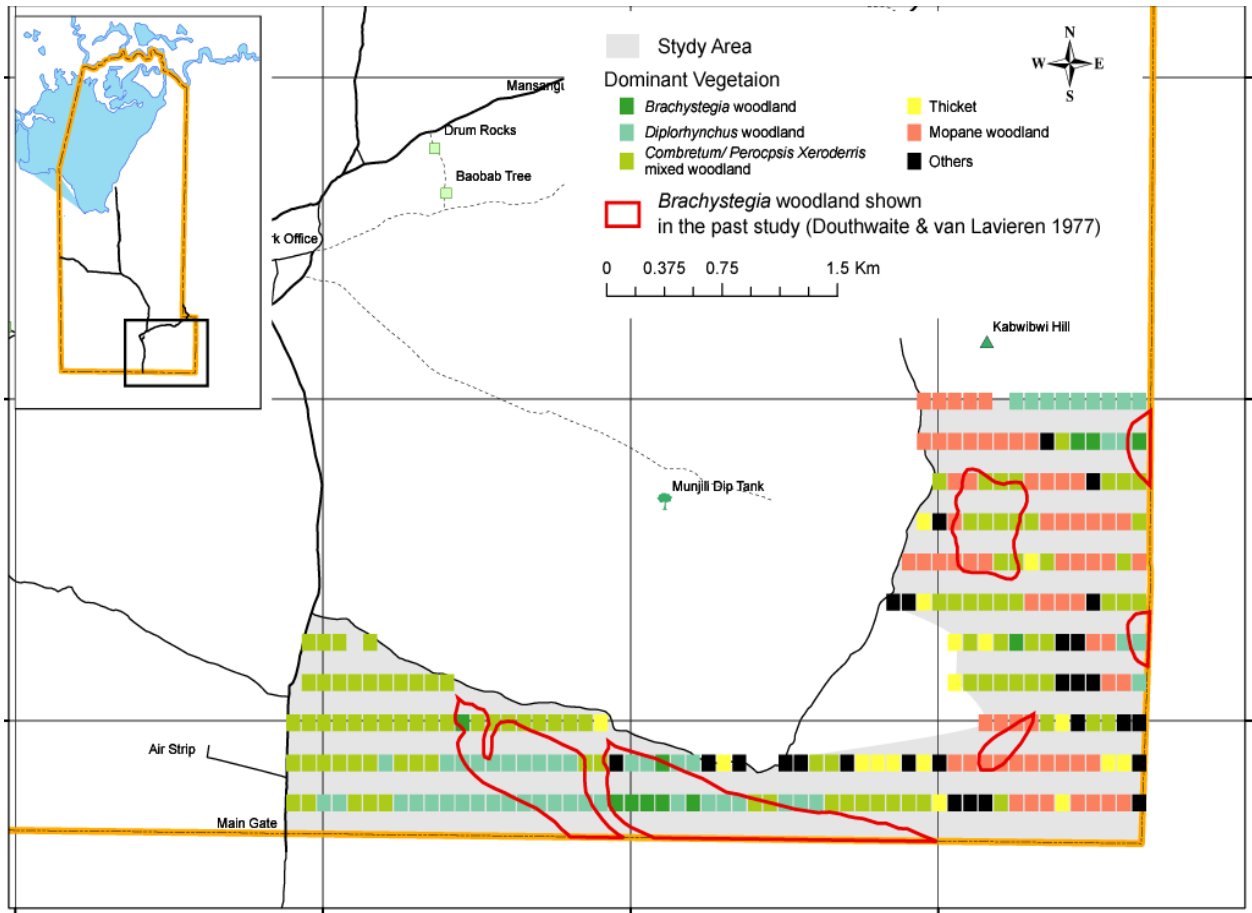 N
W E
S
Stydy Area
Dominant Vegetaion
Brachystegia woodland
Diplorhynchus woodland
Combretum/ Perocpsis Xeroderris
mixed woodland
Thicket
Mopane woodland
Others
Brachystegia woodland shown
in the past study (Douthwaite & van Lavieren 1977)
0 0.375 0.75 1.5 Km
Drum Rocks
Baobab Tree
Office
Kabwibwi Hill
Munjili Dip Tank
Air Strip
Main Gate